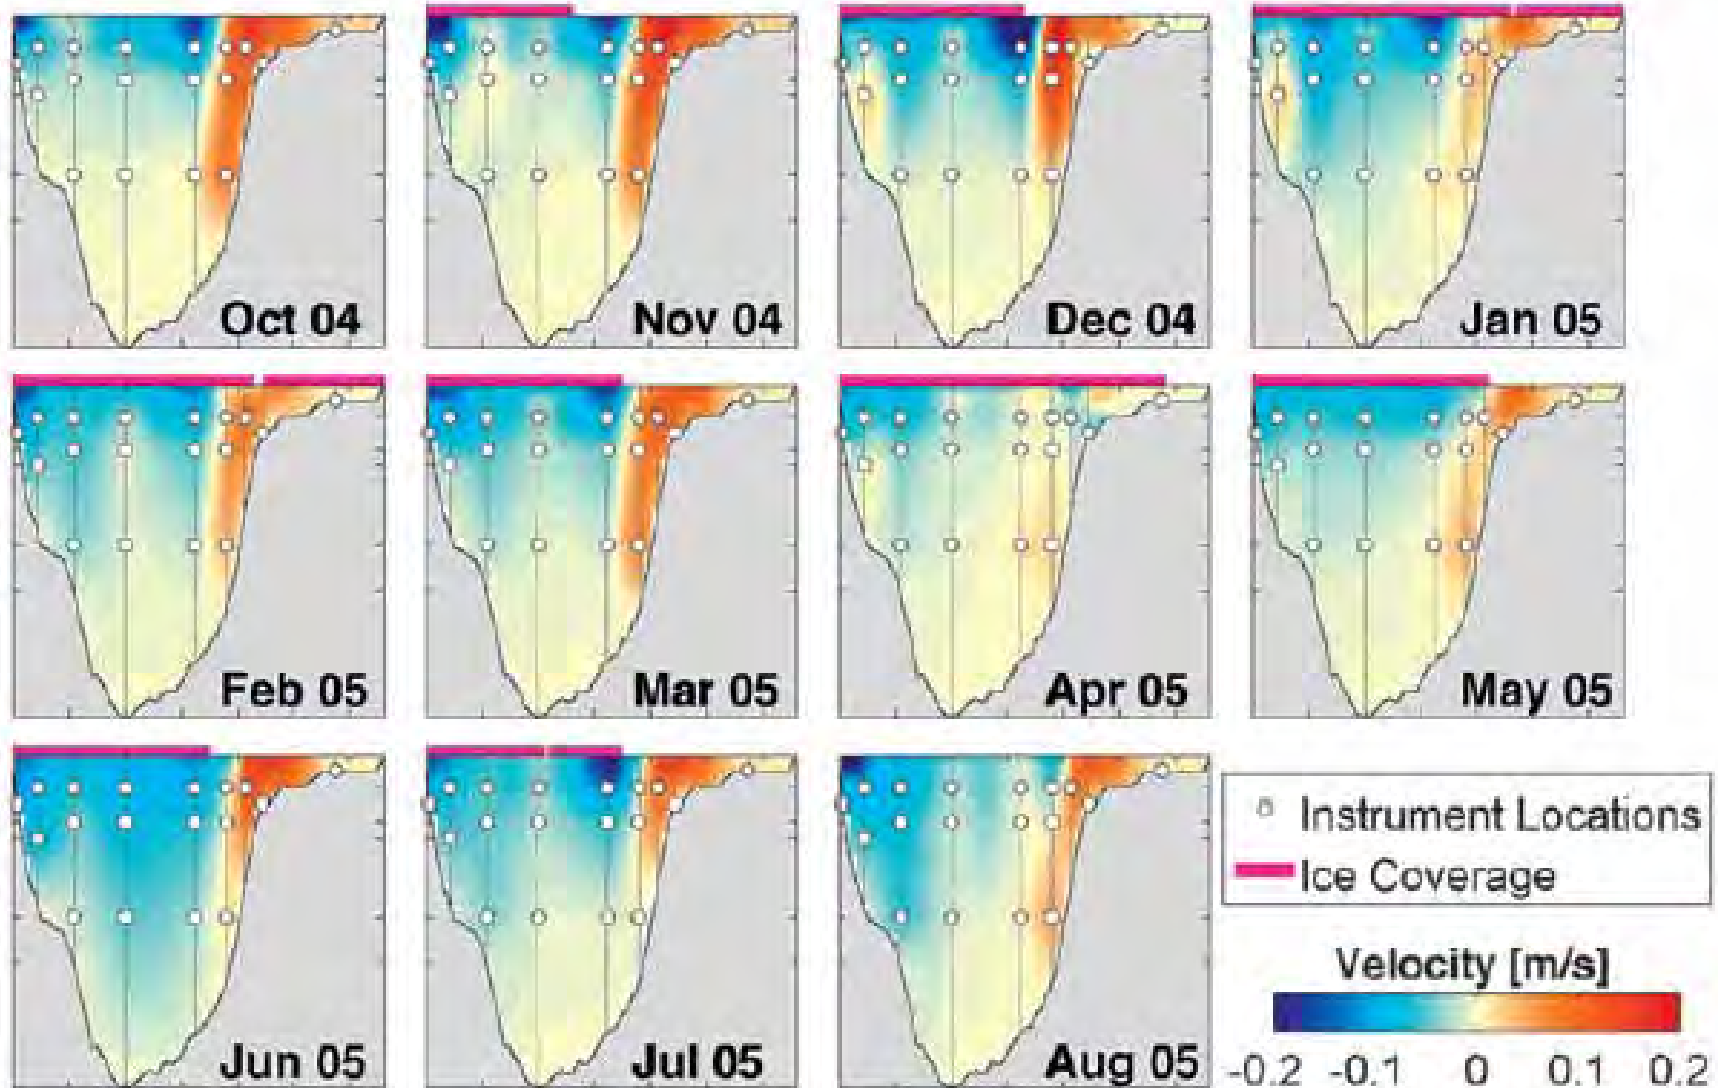 Oct 04
Nov 04
Dec 04
Jan 05
Feb 05
Mar 05
Apr 05
May 05
Jun 05
Jul 05
Aug 05
Instrument Locations
Ice Coverage
Velocity [m/s]
-0.2 -0.1 0 0.1 0.2